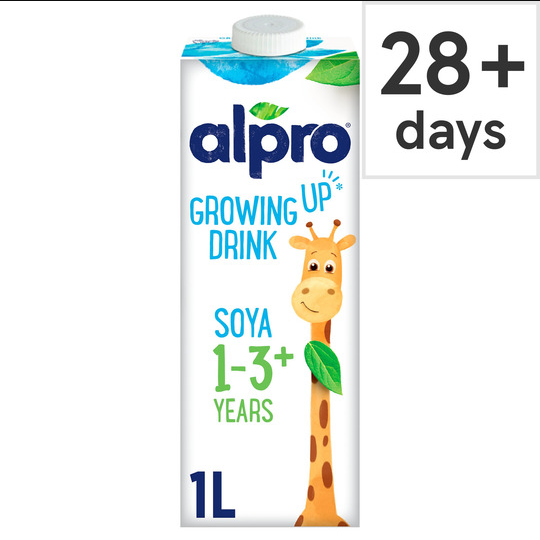 28+
days
alpro®
GROWING UP*
DRINK
SOYA
1-3+
YEARS
1L